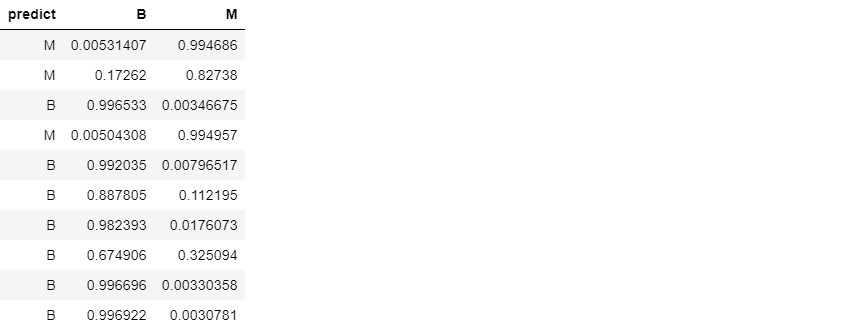 predict B M
M 0.00531407 0.994686
M 0.17262 0.82738
B 0.996533 0.00346675
M 0.00504308 0.994957
B 0.992035 0.00796517
B 0.887805 0.112195
B 0.982393 0.0176073
B 0.674906 0.325094
B 0.996696 0.00330358
B 0.996922 0.0030781